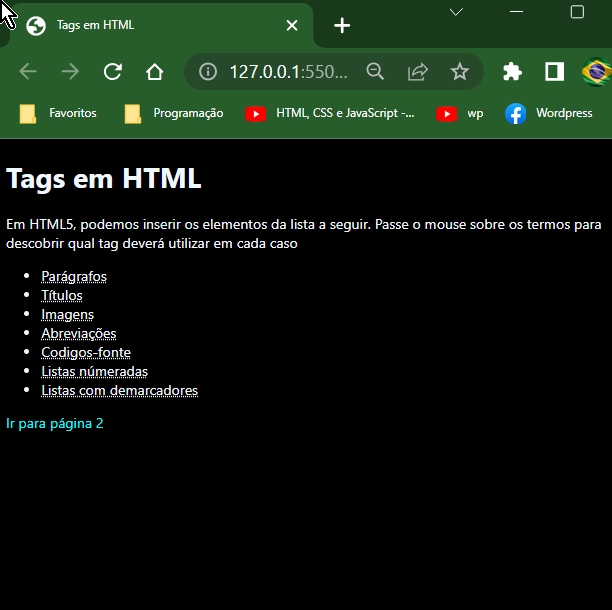 Tags em HTML
127.0.0.1:550...
Favoritos
Programação
HTML, CSS e JavaScript -...
wp
Wordpress
Tags em HTML
Em HTML5, podemos inserir os elementos da lista a seguir. Passe o mouse sobre os termos para
descobrir qual tag deverá utilizar em cada caso
Parágrafos
Títulos
Imagens
Abreviações
Codigos-fonte
Listas númeradas
Listas com demarcadores
Ir para página 2